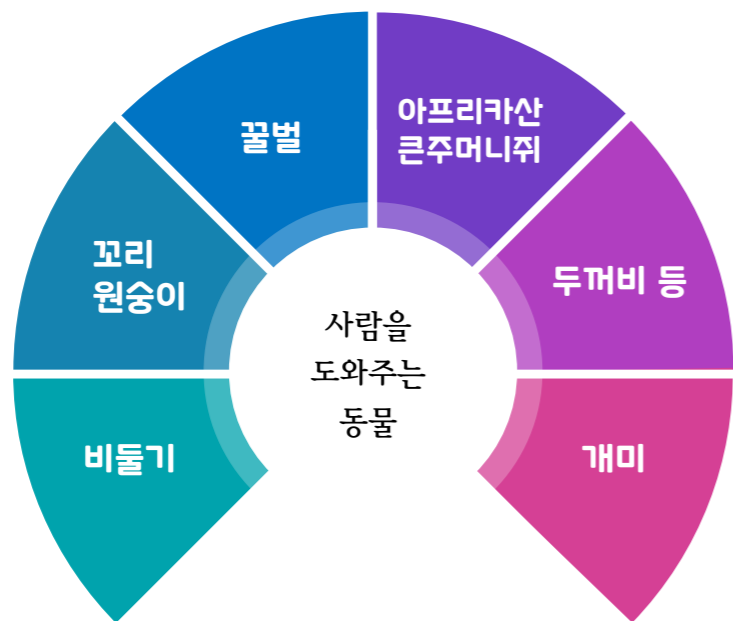 비둘기
꼬리
원숭이
꿀벌
아프리카산
큰주머니쥐
두꺼비 등
개미
사람을
도와주는
동물